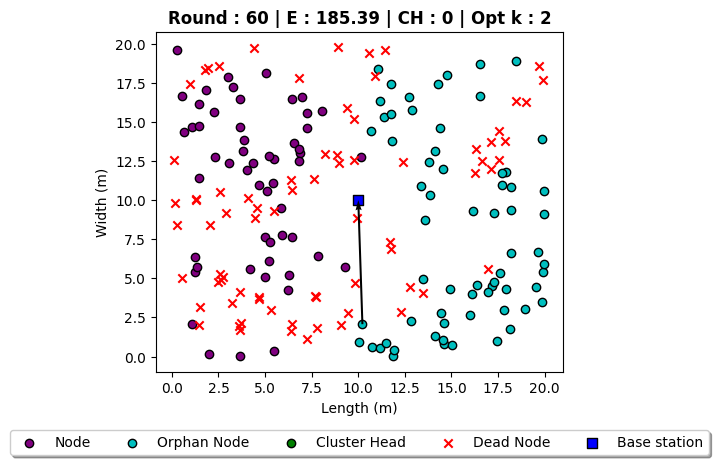 Round : 60 | E : 185.39 | CH : 0 | Opt k : 2
20.0
17.5
15.0
12.5
10.0
7.5
5.0
2.5
0.0
Width (m)
0.0 2.5 5.0 7.5 10.0 12.5 15.0 17.5 20.0
Length (m)
Node Orphan Node Cluster Head Dead Node Base station